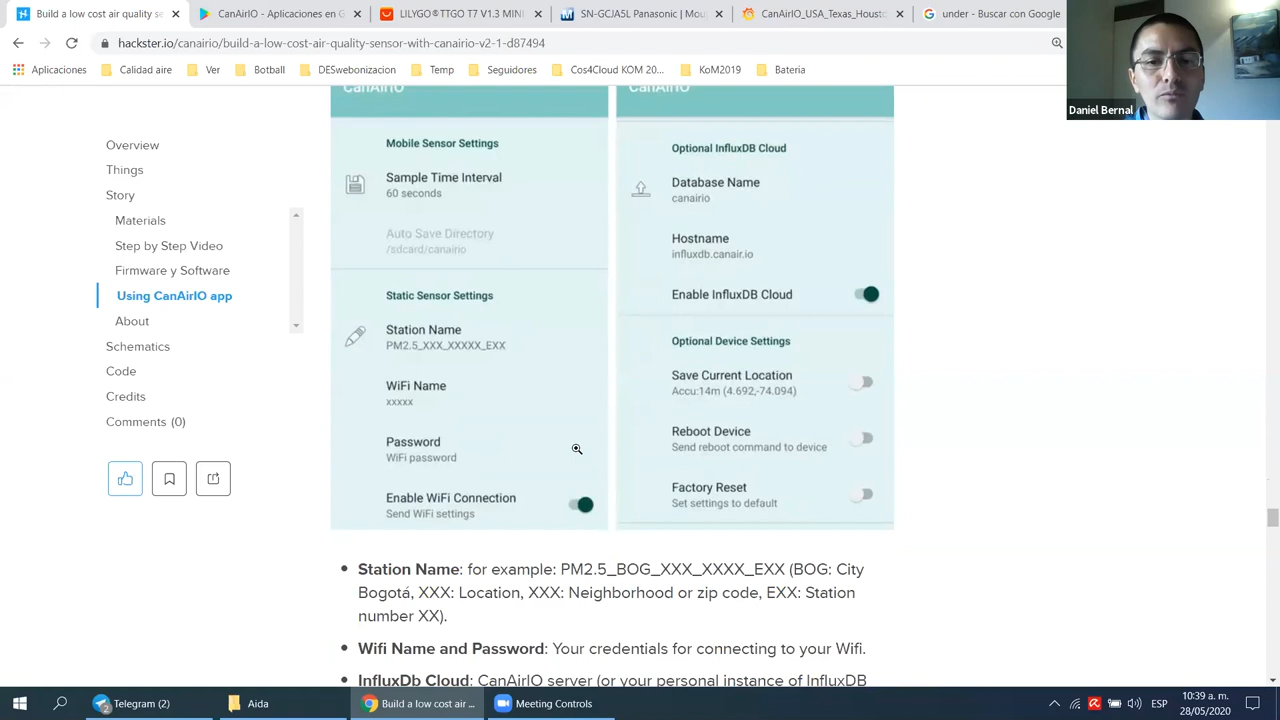 Build a low cost air quality se
CanAirIO - Aplicaciones en G
LILYGO®TTGO T7 V1.3 MINI
SN-GCJA5L Panasonic | Mou
CanAirIO_USA_Texas_Housto
under - Buscar con Google
hackster.io/canairio/build-a-low-cost-air-quality-sensor-with-canairio-v2-1-d87494
Aplicaciones
Calidad aire
Ver
Botball
DESwebonizacion
Temp
Seguidores
Cos4Cloud KOM 20...
KoM2019
Bateria
Daniel Bernal
Overview
Things
Story
Materials
Step by Step Video
Firmware y Software
Using CanAirIO app
About
Schematics
Code
Credits
Comments (0)
CanAirIO
Mobile Sensor Settings
Sample Time Interval
60 seconds
Auto Save Directory
/sdcard/canairio
Static Sensor Settings
Station Name
PM2.5_XXX_XXXXX_EXX
WiFi Name
xxxxx
Password
WiFi password
Enable WiFi Connection
Send WiFi settings
CanAirIO
Optional InfluxDB Cloud
Database Name
canairio
Hostname
influxdb.canair.io
Enable InfluxDB Cloud
Optional Device Settings
Save Current Location
Accu:14m (4.692,-74.094)
Reboot Device
Send reboot command to device
Factory Reset
Set settings to default
• Station Name: for example: PM2.5_BOG_XXX_XXXX_EXX (BOG: City
Bogotá, XXX: Location, XXX: Neighborhood or zip code, EXX: Station
number XX).
• Wifi Name and Password: Your credentials for connecting to your Wifi.
• InfluxDb Cloud: CanAirIO server (or your personal instance of InfluxDB
Telegram (2)
Aida
Build a low cost air ...
Meeting Controls
ESP
10:39 a. m.
28/05/2020